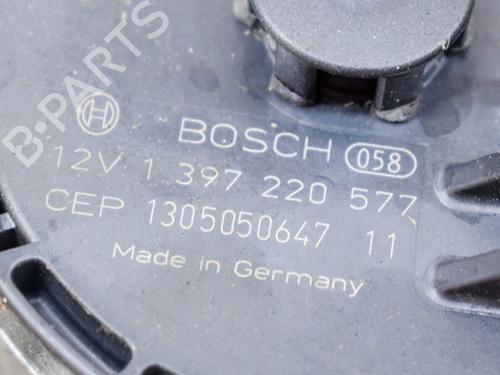 B-PARTS
BOSCH 058
12V 1 397 220 577
CEP 1305050647 11
Made in Germany